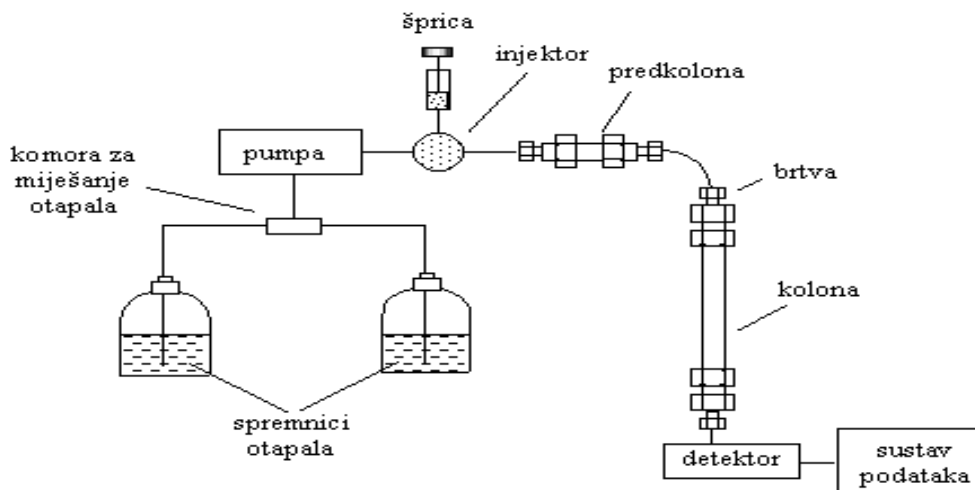 šprica
injektor
predkolona
pumpa
komora za
miješanje
otapala
brtva
kolona
spremnici
otapala
detektor
sustav
podataka